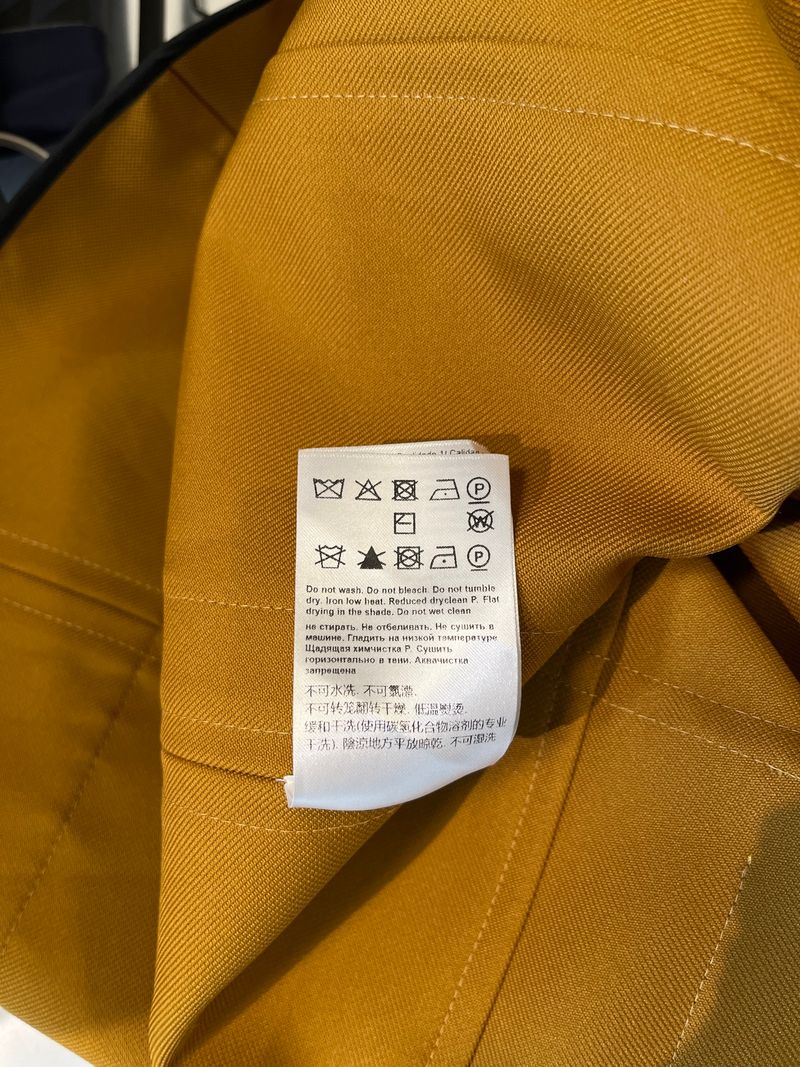 Calidad
P
W
P
Do not wash. Do not bleach. Do not tumble
dry. Iron low heat. Reduced dryclean P. Flat
drying in the shade. Do not wet clean
не стирать. Не отбеливать. Не сушить в
машине. Гладить на низкой температуре
Щадящая химчистка P. Сушить
горизонтально в тени. Аквачистка
запрещена
不可水洗. 不可氯漂.
不可转笼翻转干燥. 低温熨烫.
缓和干洗(使用碳氢化合物溶剂的专业
干洗). 陰涼地方平放晾乾. 不可湿洗